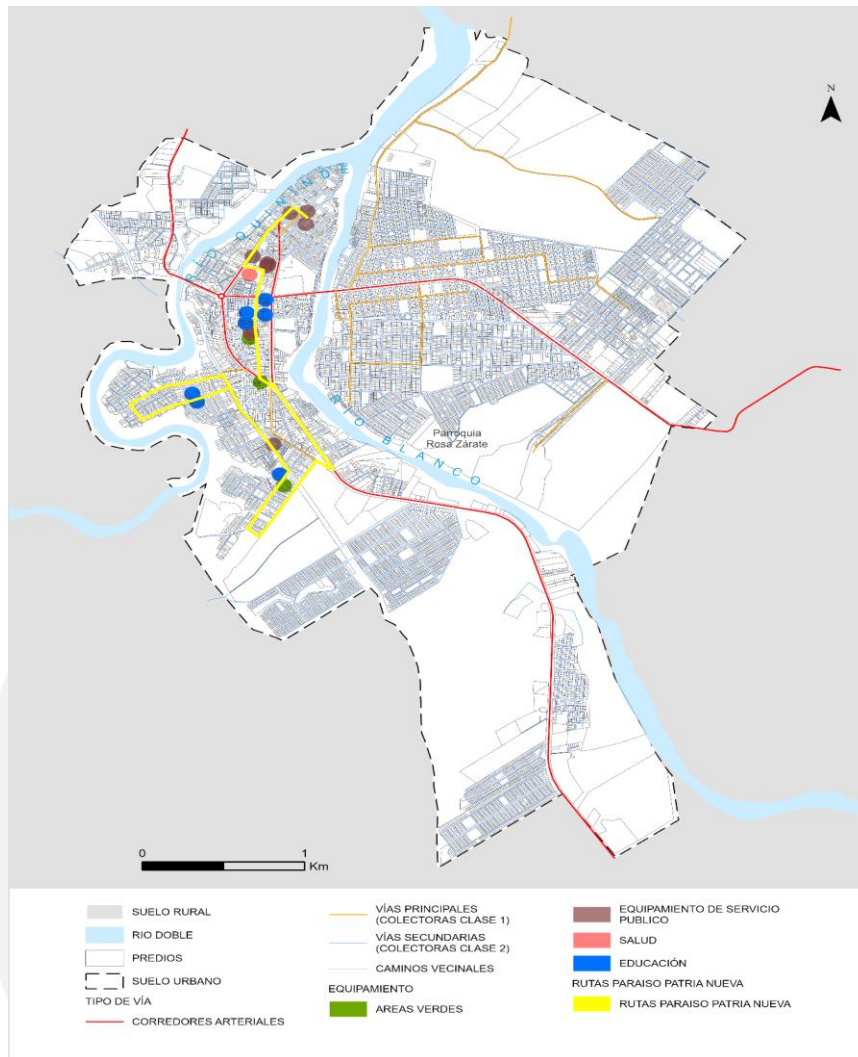 N
RIO QUININDE
RIO BLANCO
Parroquia
Rosa Zárate
0 1
Km
SUELO RURAL
RIO DOBLE
PREDIOS
SUELO URBANO
TIPO DE VÍA
CORREDORES ARTERIALES
VÍAS PRINCIPALES
(COLECTORAS CLASE 1)
VÍAS SECUNDARIAS
(COLECTORAS CLASE 2)
CAMINOS VECINALES
EQUIPAMIENTO
AREAS VERDES
EQUIPAMIENTO DE SERVICIO
PUBLICO
SALUD
EDUCACIÓN
RUTAS PARAISO PATRIA NUEVA
RUTAS PARAISO PATRIA NUEVA